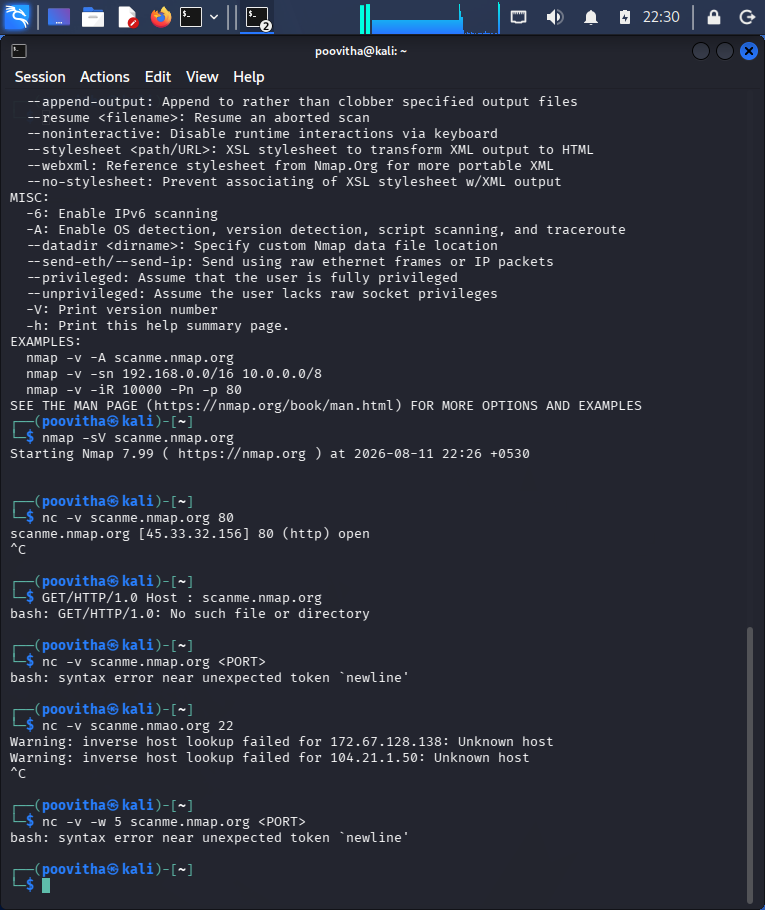 2
22:30
poovitha@kali: ~
Session Actions Edit View Help
--append-output: Append to rather than clobber specified output files
--resume <filename>: Resume an aborted scan
--noninteractive: Disable runtime interactions via keyboard
--stylesheet <path/URL>: XSL stylesheet to transform XML output to HTML
--webxml: Reference stylesheet from Nmap.Org for more portable XML
--no-stylesheet: Prevent associating of XSL stylesheet w/XML output
MISC:
-6: Enable IPv6 scanning
-A: Enable OS detection, version detection, script scanning, and traceroute
--datadir <dirname>: Specify custom Nmap data file location
--send-eth/--send-ip: Send using raw ethernet frames or IP packets
--privileged: Assume that the user is fully privileged
--unprivileged: Assume the user lacks raw socket privileges
-V: Print version number
-h: Print this help summary page.
EXAMPLES:
nmap -v -A scanme.nmap.org
nmap -v -sn 192.168.0.0/16 10.0.0.0/8
nmap -v -iR 10000 -Pn -p 80
SEE THE MAN PAGE (https://nmap.org/book/man.html) FOR MORE OPTIONS AND EXAMPLES
┌──(poovitha㉿kali)-[~]
└─$ nmap -sV scanme.nmap.org
Starting Nmap 7.99 ( https://nmap.org ) at 2026-08-11 22:26 +0530
┌──(poovitha㉿kali)-[~]
└─$ nc -v scanme.nmap.org 80
scanme.nmap.org [45.33.32.156] 80 (http) open
^C
┌──(poovitha㉿kali)-[~]
└─$ GET/HTTP/1.0 Host : scanme.nmap.org
bash: GET/HTTP/1.0: No such file or directory
┌──(poovitha㉿kali)-[~]
└─$ nc -v scanme.nmap.org <PORT>
bash: syntax error near unexpected token `newline'
┌──(poovitha㉿kali)-[~]
└─$ nc -v scanme.nmao.org 22
Warning: inverse host lookup failed for 172.67.128.138: Unknown host
Warning: inverse host lookup failed for 104.21.1.50: Unknown host
^C
┌──(poovitha㉿kali)-[~]
└─$ nc -v -w 5 scanme.nmap.org <PORT>
bash: syntax error near unexpected token `newline'
┌──(poovitha㉿kali)-[~]
└─$